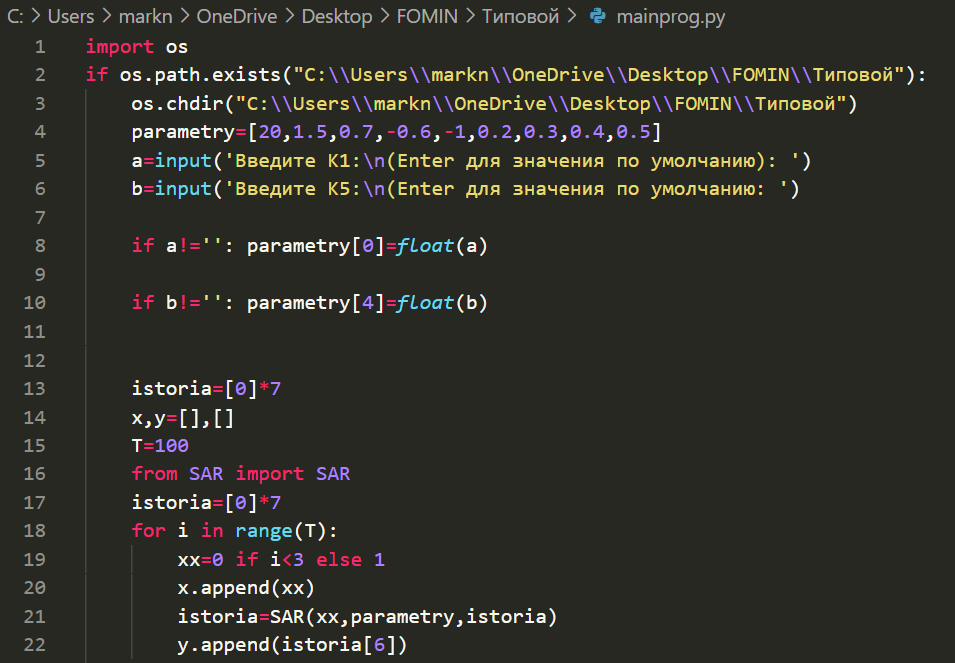 C: > Users > markn > OneDrive > Desktop > FOMIN > Типовой > mainprog.py
1 import os
2 if os.path.exists("C:\\Users\\markn\\OneDrive\\Desktop\\FOMIN\\Типовой"):
3     os.chdir("C:\\Users\\markn\\OneDrive\\Desktop\\FOMIN\\Типовой")
4     parametry=[20,1.5,0.7,-0.6,-1,0.2,0.3,0.4,0.5]
5     a=input('Введите K1:\n(Enter для значения по умолчанию): ')
6     b=input('Введите K5:\n(Enter для значения по умолчанию: ')
7
8     if a!='': parametry[0]=float(a)
9
10     if b!='': parametry[4]=float(b)
11
12
13     istoria=[0]*7
14     x,y=[],[]
15     T=100
16     from SAR import SAR
17     istoria=[0]*7
18     for i in range(T):
19         xx=0 if i<3 else 1
20         x.append(xx)
21         istoria=SAR(xx,parametry,istoria)
22         y.append(istoria[6])